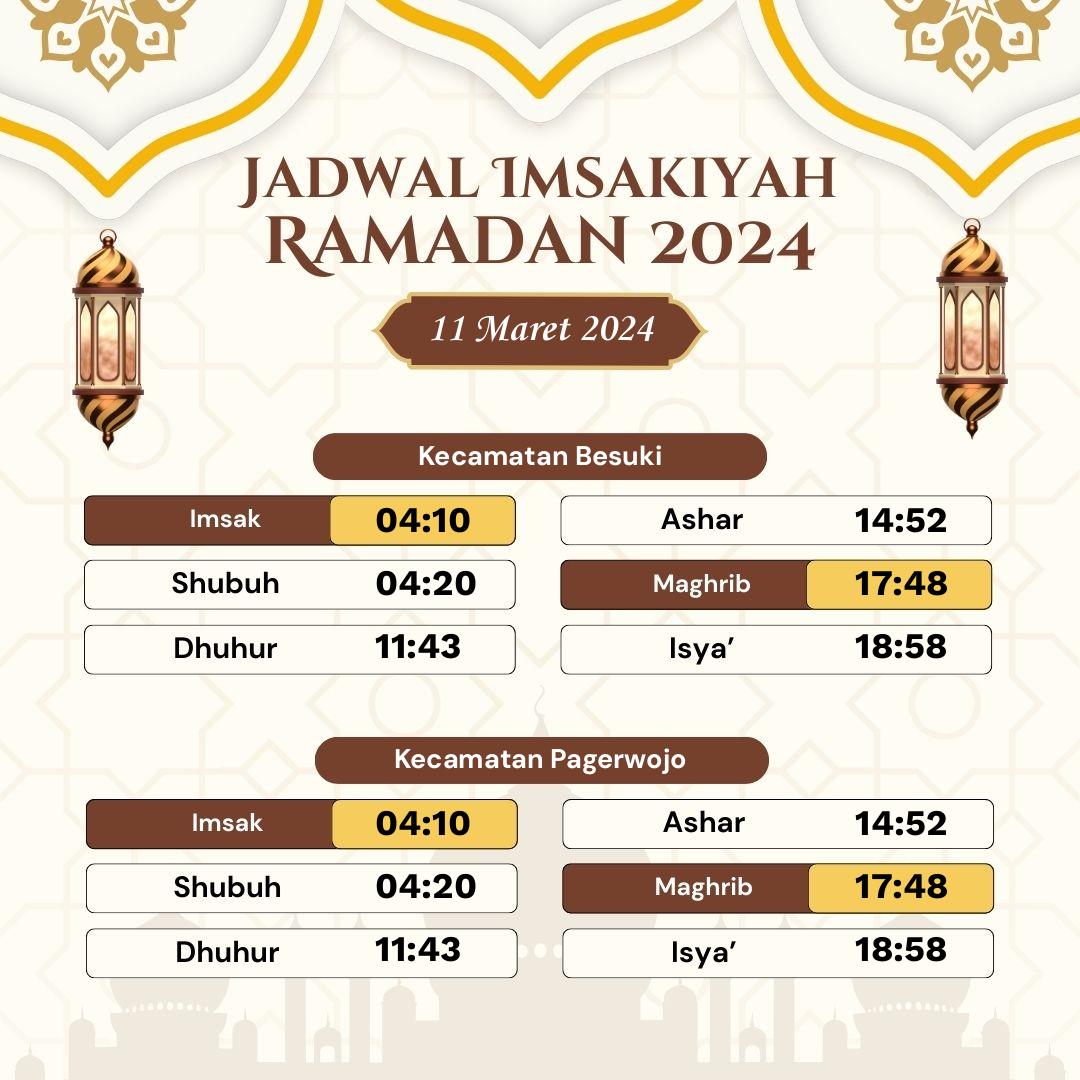 Jadwal Imsakiyah
Ramadan 2024
11 Maret 2024
Kecamatan Besuki
Imsak 04:10
Shubuh 04:20
Dhuhur 11:43
Ashar 14:52
Maghrib 17:48
Isya’ 18:58
Kecamatan Pagerwojo
Imsak 04:10
Shubuh 04:20
Dhuhur 11:43
Ashar 14:52
Maghrib 17:48
Isya’ 18:58